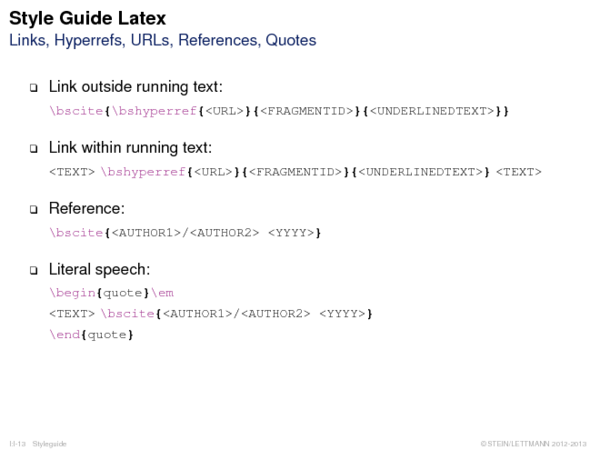 Style Guide Latex
Links, Hyperrefs, URLs, References, Quotes
❑ Link outside running text:
\bscite{\bshyperref{<URL>}{<FRAGMENTID>}{<UNDERLINEDTEXT>}}
❑ Link within running text:
<TEXT> \bshyperref{<URL>}{<FRAGMENTID>}{<UNDERLINEDTEXT>} <TEXT>
❑ Reference:
\bscite{<AUTHOR1>/<AUTHOR2> <YYYY>}
❑ Literal speech:
\begin{quote}\em
<TEXT> \bscite{<AUTHOR1>/<AUTHOR2> <YYYY>}
\end{quote}
II-13 Styleguide
© STEIN/LETTMANN 2012-2013